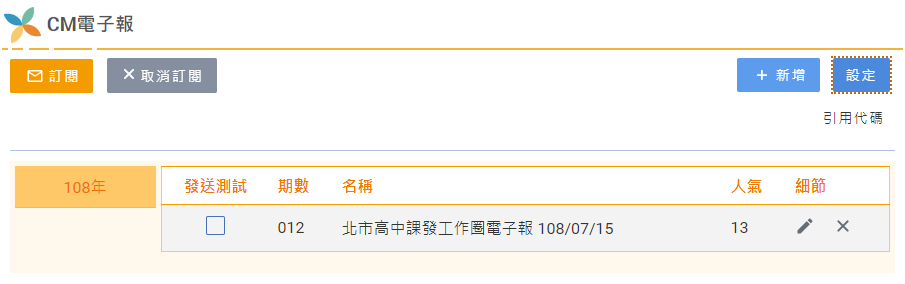 CM電子報
訂閱 取消訂閱 + 新增 設定
引用代碼
108年 發送測試 期數 名稱 人氣 細節
012 北市高中課發工作圈電子報 108/07/15 13